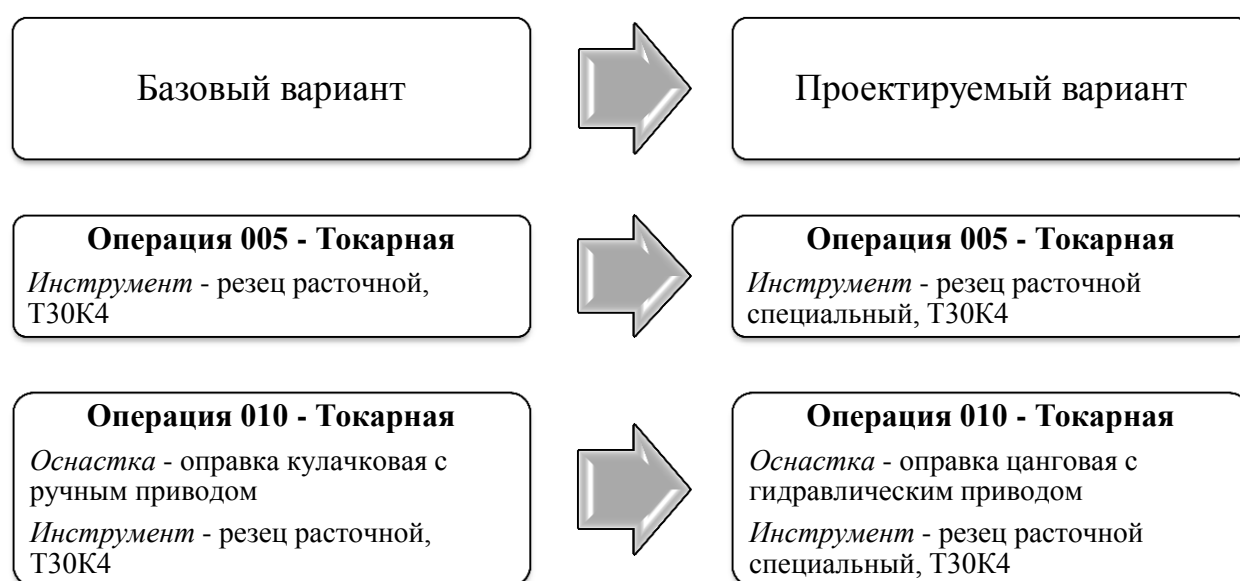 Базовый вариант
Проектируемый вариант
Операция 005 - Токарная
Инструмент - резец расточной,
Т30К4
Операция 005 - Токарная
Инструмент - резец расточной
специальный, Т30К4
Операция 010 - Токарная
Оснастка - оправка кулачковая с
ручным приводом
Инструмент - резец расточной,
Т30К4
Операция 010 - Токарная
Оснастка - оправка цанговая с
гидравлическим приводом
Инструмент - резец расточной
специальный, Т30К4